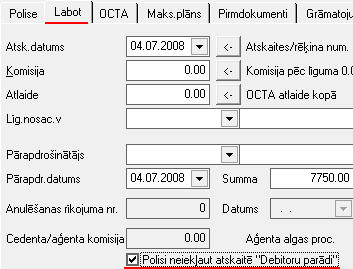 Polise Labot OCTA Maks.plāns Pirmdokumenti Grāmatoju
Atsk.datums 04.07.2008 <- Atskaites/rēķina num.
Komisija 0.00 <- Komisija pēc līguma 0.0
Atlaide 0.00 <- OCTA atlaide kopā
Līg.nosac.v
Pārapdrošinātājs
Pārapdr.datums 04.07.2008 Summa 7750.00
Anulēšanas rīkojuma nr. 0 Datums . .
Cedenta/aģenta komisija 0.00 Aģenta algas proc.
Polisi neiekļaut atskaitē "Debitoru parādi"